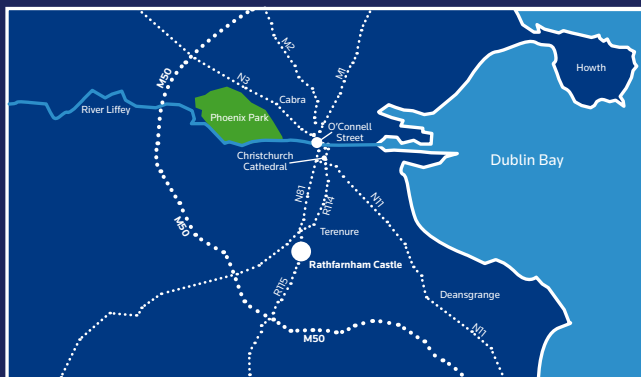 M2
M1
M50
N3
Howth
Cabra
River Liffey
Phoenix Park
O'Connell
Street
Christchurch
Cathedral
Dublin Bay
N81
R114
N11
M50
Terenure
Rathfarnham Castle
R115
Deansgrange
N11
M50